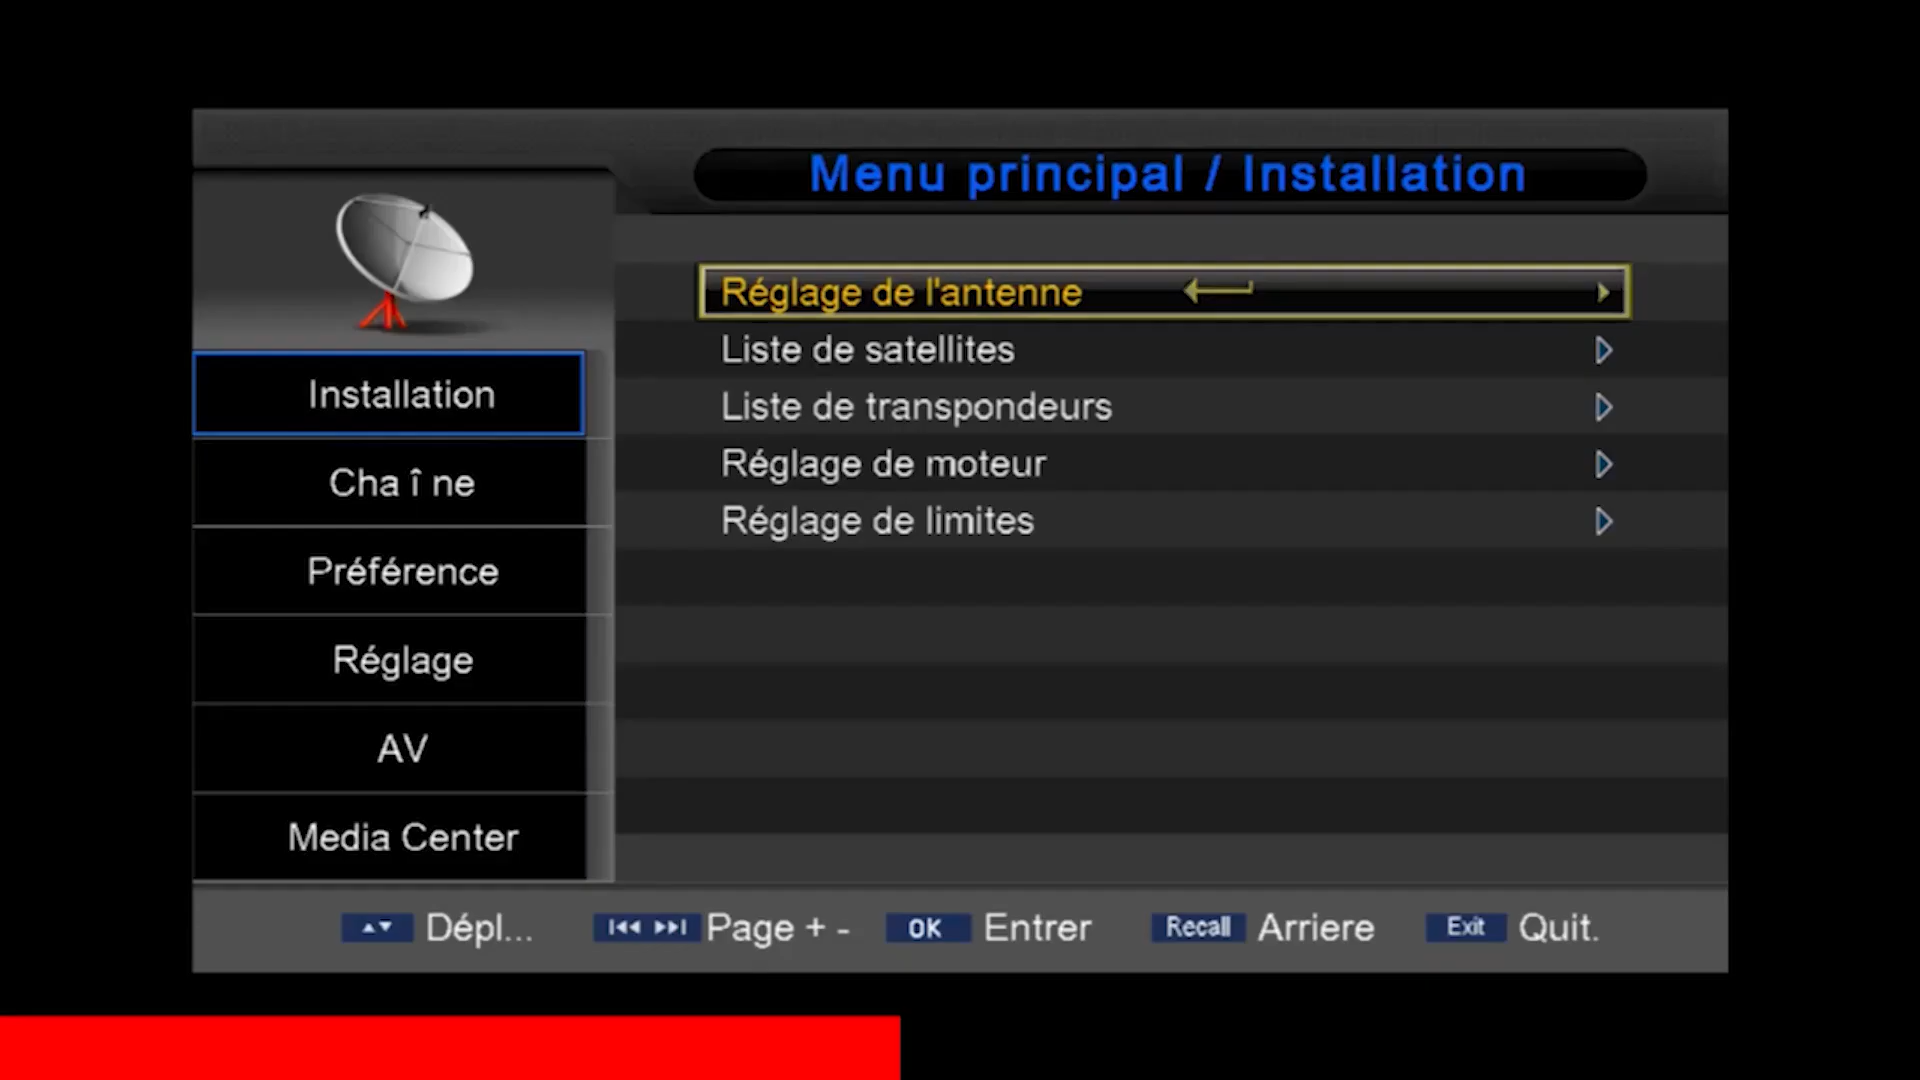 Menu principal / Installation
Réglage de l'antenne
Liste de satellites
Liste de transpondeurs
Réglage de moteur
Réglage de limites
Installation
Cha î ne
Préférence
Réglage
AV
Media Center
Dépl... Page + - OK Entrer Recall Arriere Exit Quit.